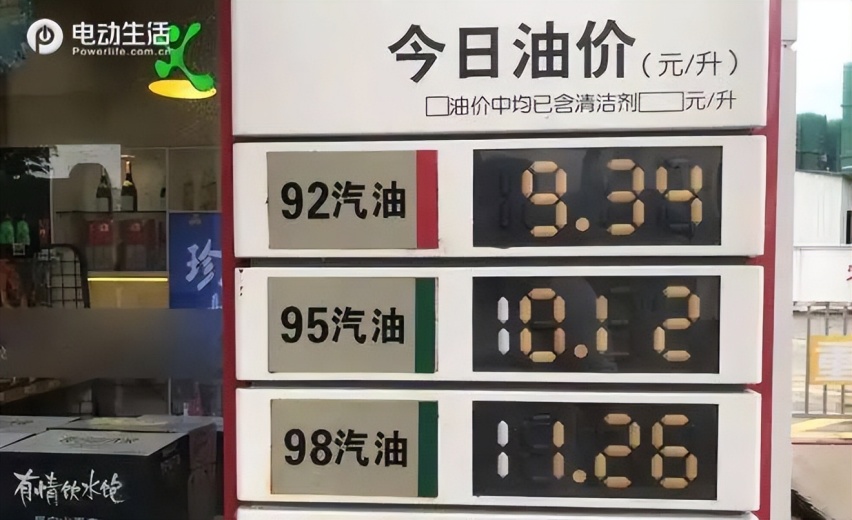 电动生活
Powerlife.com.cn
今日油价(元/升)
□油价中均已含清洁剂□元/升
92汽油
9.34
95汽油
10.12
98汽油
11.26
珍
有情饮水饱